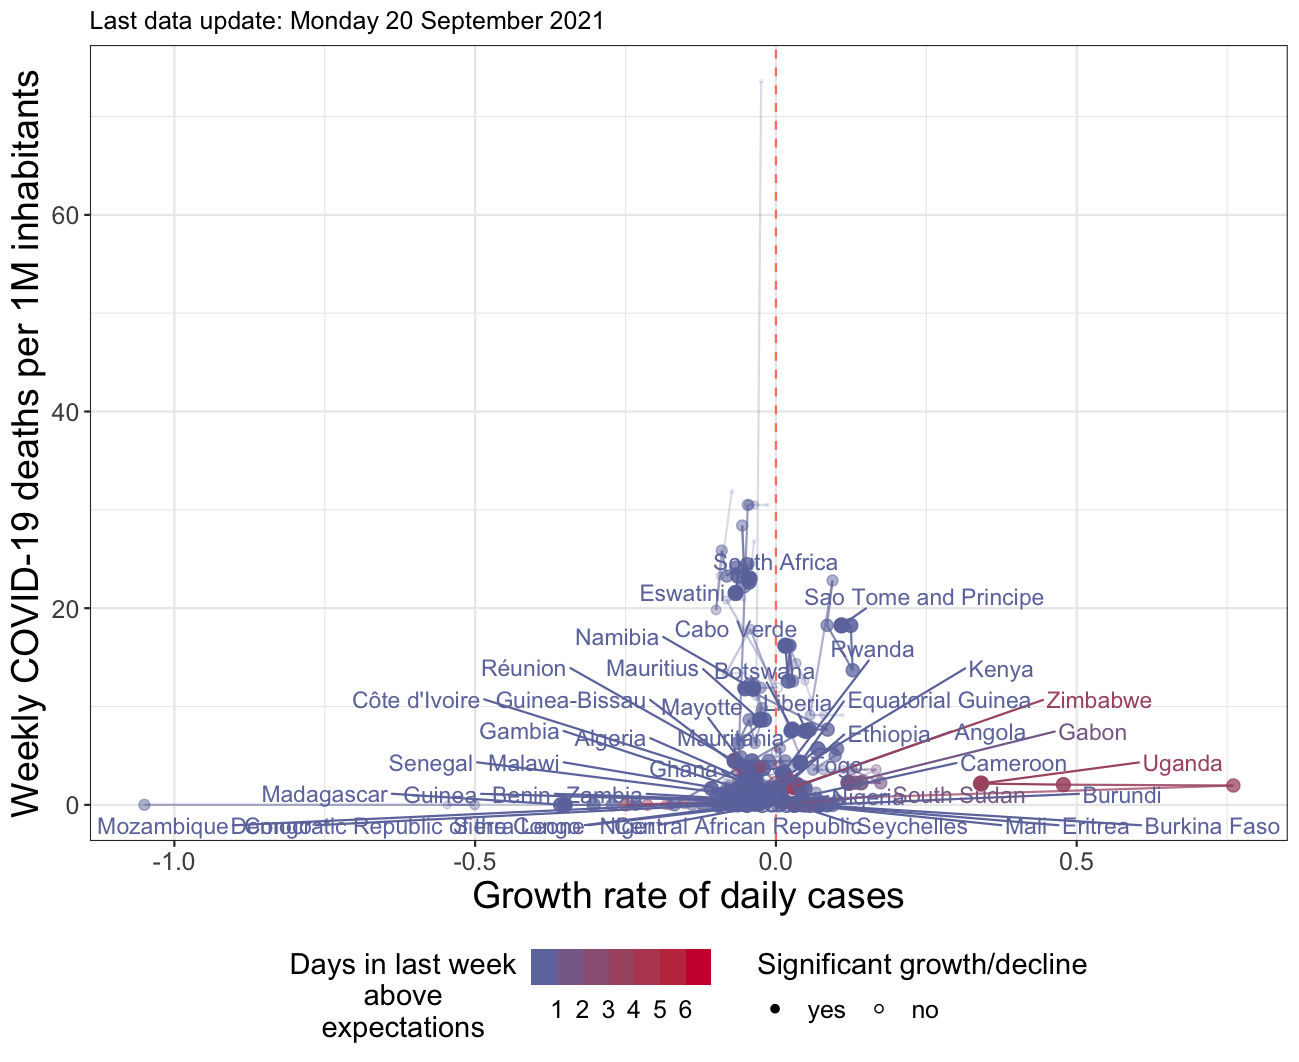 Last data update: Monday 20 September 2021
Weekly COVID-19 deaths per 1M inhabitants
60
40
20
0
South Africa
Eswatini
Sao Tome and Principe
Cabo Verde
Namibia
Rwanda
Réunion
Mauritius
Botswana
Kenya
Côte d'Ivoire
Guinea-Bissau
Mayotte
Liberia
Equatorial Guinea
Zimbabwe
Gambia
Algeria
Mauritania
Ethiopia
Angola
Gabon
Senegal
Malawi
Ghana
Togo
Cameroon
Uganda
Madagascar
Guinea
Benin
Zambia
Nigeria
South Sudan
Burundi
Mozambique
Democratic Republic of the Congo
Sierra Leone
Niger
Central African Republic
Seychelles
Mali
Eritrea
Burkina Faso
-1.0
-0.5
0.0
0.5
Growth rate of daily cases
Days in last week
above
expectations
1 2 3 4 5 6
Significant growth/decline
yes
no